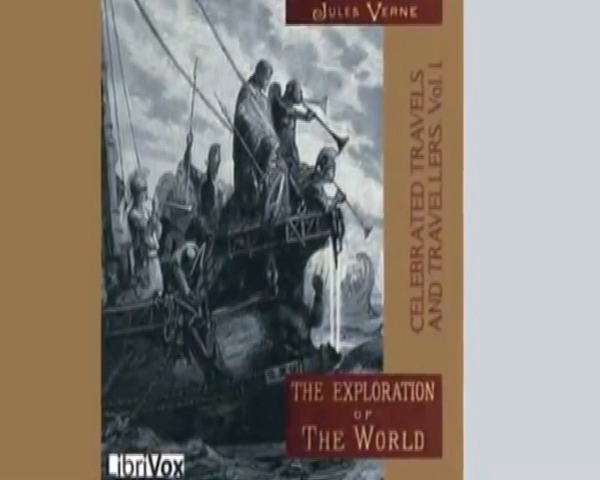 JULES VERNE
CELEBRATED TRAVELS
AND TRAVELLERS. Vol 1.
THE EXPLORATION
OF
THE WORLD
LibriVox